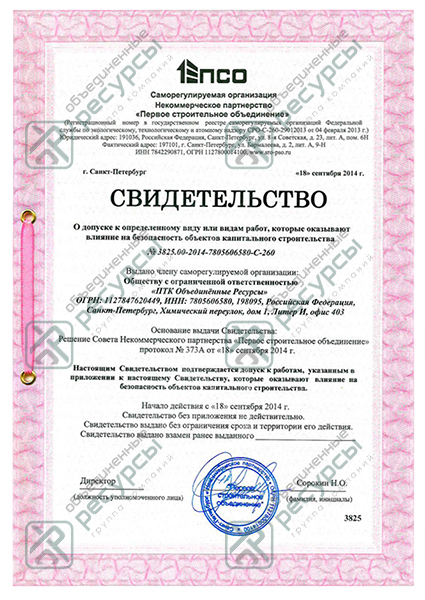 ПСО
Саморегулируемая организация
Некоммерческое партнерство
«Первое строительное объединение»
(Регистрационный номер в государственном реестре саморегулируемых организаций Федеральной
службы по экологическому, технологическому и атомному надзору СРО-С-260-29012013 от 04 февраля 2013 г.)
Юридический адрес: 191036, Российская Федерация, Санкт-Петербург, ул. 8-я Советская, д. 23, лит. А, пом. 6Н
Фактический адрес: 197101, г. Санкт-Петербург, ул. Бармалеева, д. 2, лит. А, 9-Н
ИНН 7842290871, ОГРН 1127800014100, www.sro-pso.ru
г. Санкт-Петербург «18» сентября 2014 г.
СВИДЕТЕЛЬСТВО
О допуске к определенному виду или видам работ, которые оказывают
влияние на безопасность объектов капитального строительства
№ 3825.00-2014-7805606580-С-260
Выдано члену саморегулируемой организации:
Обществу с ограниченной ответственностью
«ПТК Объединённые Ресурсы»
ОГРН: 1127847620449, ИНН: 7805606580, 198095, Российская Федерация,
Санкт-Петербург, Химический переулок, дом 1, Литер И, офис 403
Основание выдачи Свидетельства:
Решение Совета Некоммерческого партнерства «Первое строительное объединение»
протокол № 373А от «18» сентября 2014 г.
Настоящим Свидетельством подтверждается допуск к работам, указанным в
приложении к настоящему Свидетельству, которые оказывают влияние на
безопасность объектов капитального строительства.
Начало действия с «18» сентября 2014 г.
Свидетельство без приложения не действительно.
Свидетельство выдано без ограничения срока и территории его действия.
Свидетельство выдано взамен ранее выданного
Директор Сорокин Н.О.
(должность уполномоченного лица) (фамилия, инициалы)
"Первое
строительное
объединение"
3825
объединенные
РЕСУРСЫ
группа компаний